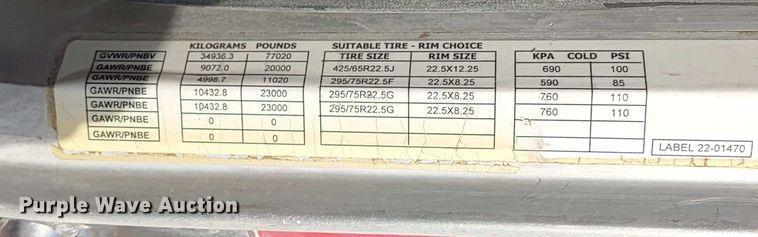 KILOGRAMS POUNDS SUITABLE TIRE - RIM CHOICE
GVWR/PNBV 34936.3 77020 TIRE SIZE RIM SIZE KPA COLD PSI
GAWR/PNBE 9072.0 20000 425/65R22.5J 22.5X12.25 690 100
GAWR/PNBE 4998.7 11020 295/75R22.5F 22.5X8.25 590 85
GAWR/PNBE 10432.8 23000 295/75R22.5G 22.5X8.25 760 110
GAWR/PNBE 10432.8 23000 295/75R22.5G 22.5X8.25 760 110
GAWR/PNBE 0 0
GAWR/PNBE 0 0
LABEL 22-01470
Purple Wave Auction